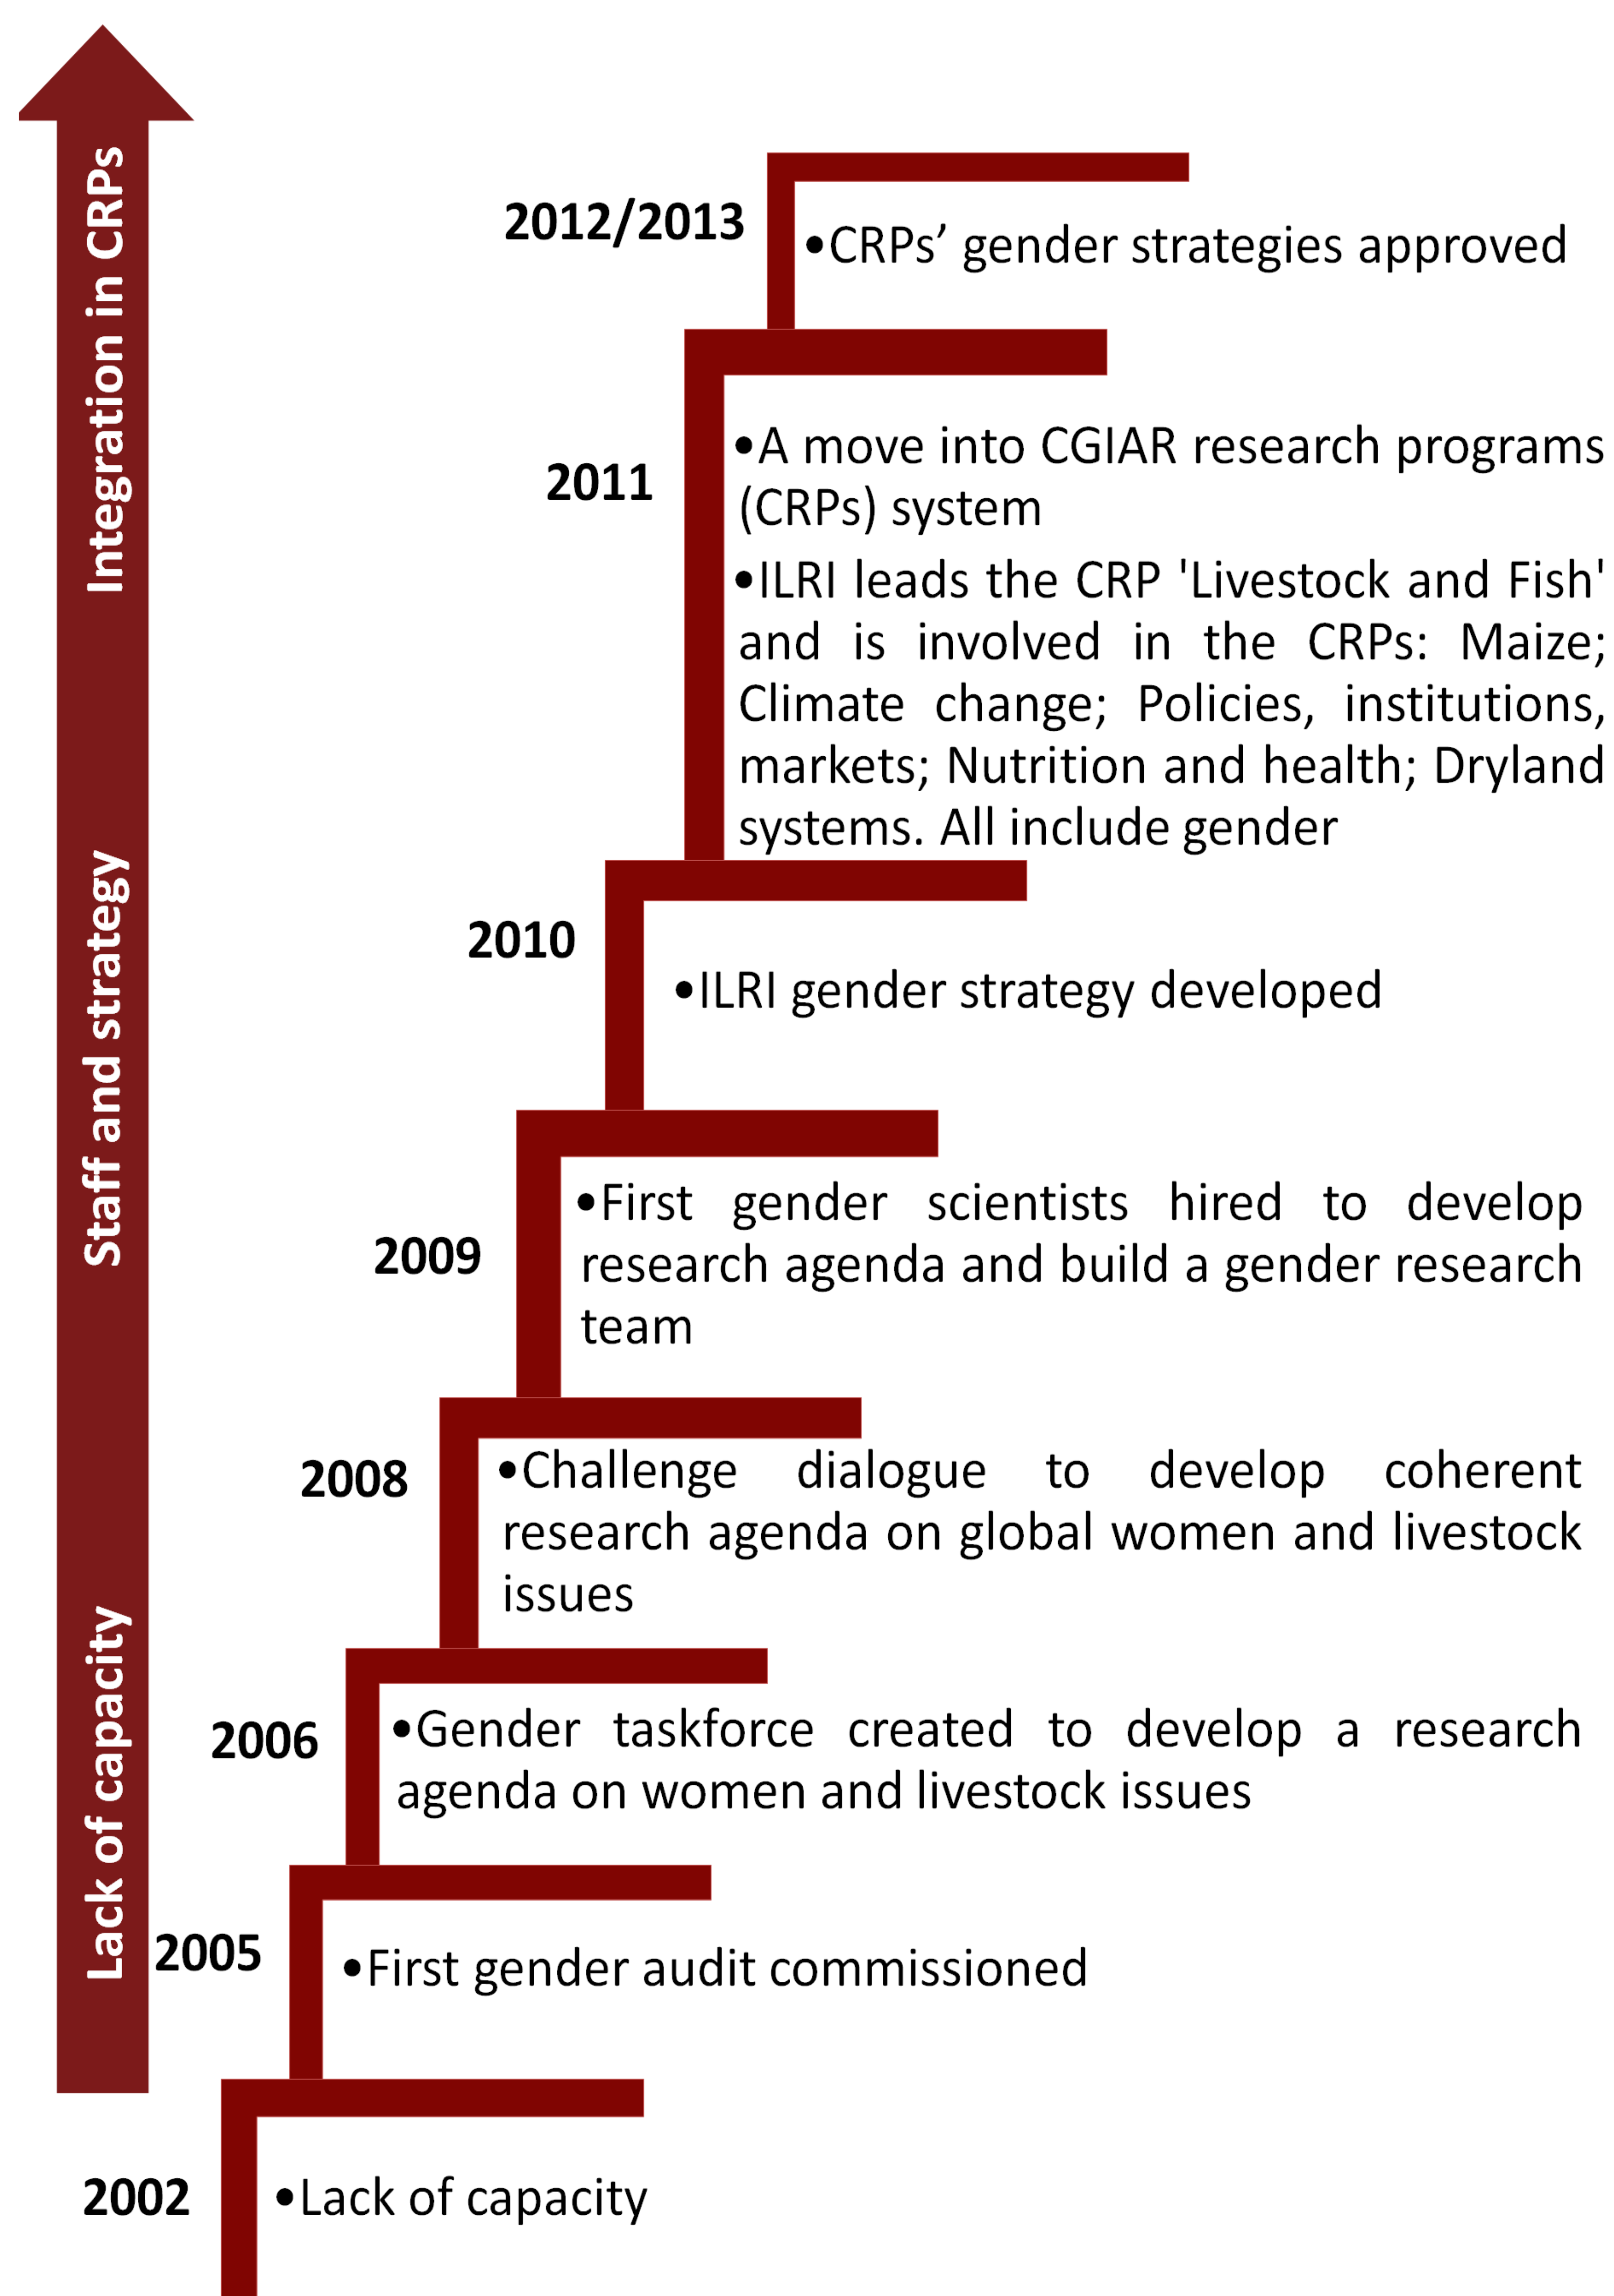 Integration in CRPs
Staff and strategy
Lack of capacity
2012/2013
•CRPs’ gender strategies approved
2011
•A move into CGIAR research programs
(CRPs) system
•ILRI leads the CRP 'Livestock and Fish'
and is involved in the CRPs: Maize;
Climate change; Policies, institutions,
markets; Nutrition and health; Dryland
systems. All include gender
2010
•ILRI gender strategy developed
2009
•First gender scientists hired to develop
research agenda and build a gender research
team
2008
•Challenge dialogue to develop coherent
research agenda on global women and livestock
issues
2006
•Gender taskforce created to develop a research
agenda on women and livestock issues
2005
•First gender audit commissioned
2002
•Lack of capacity